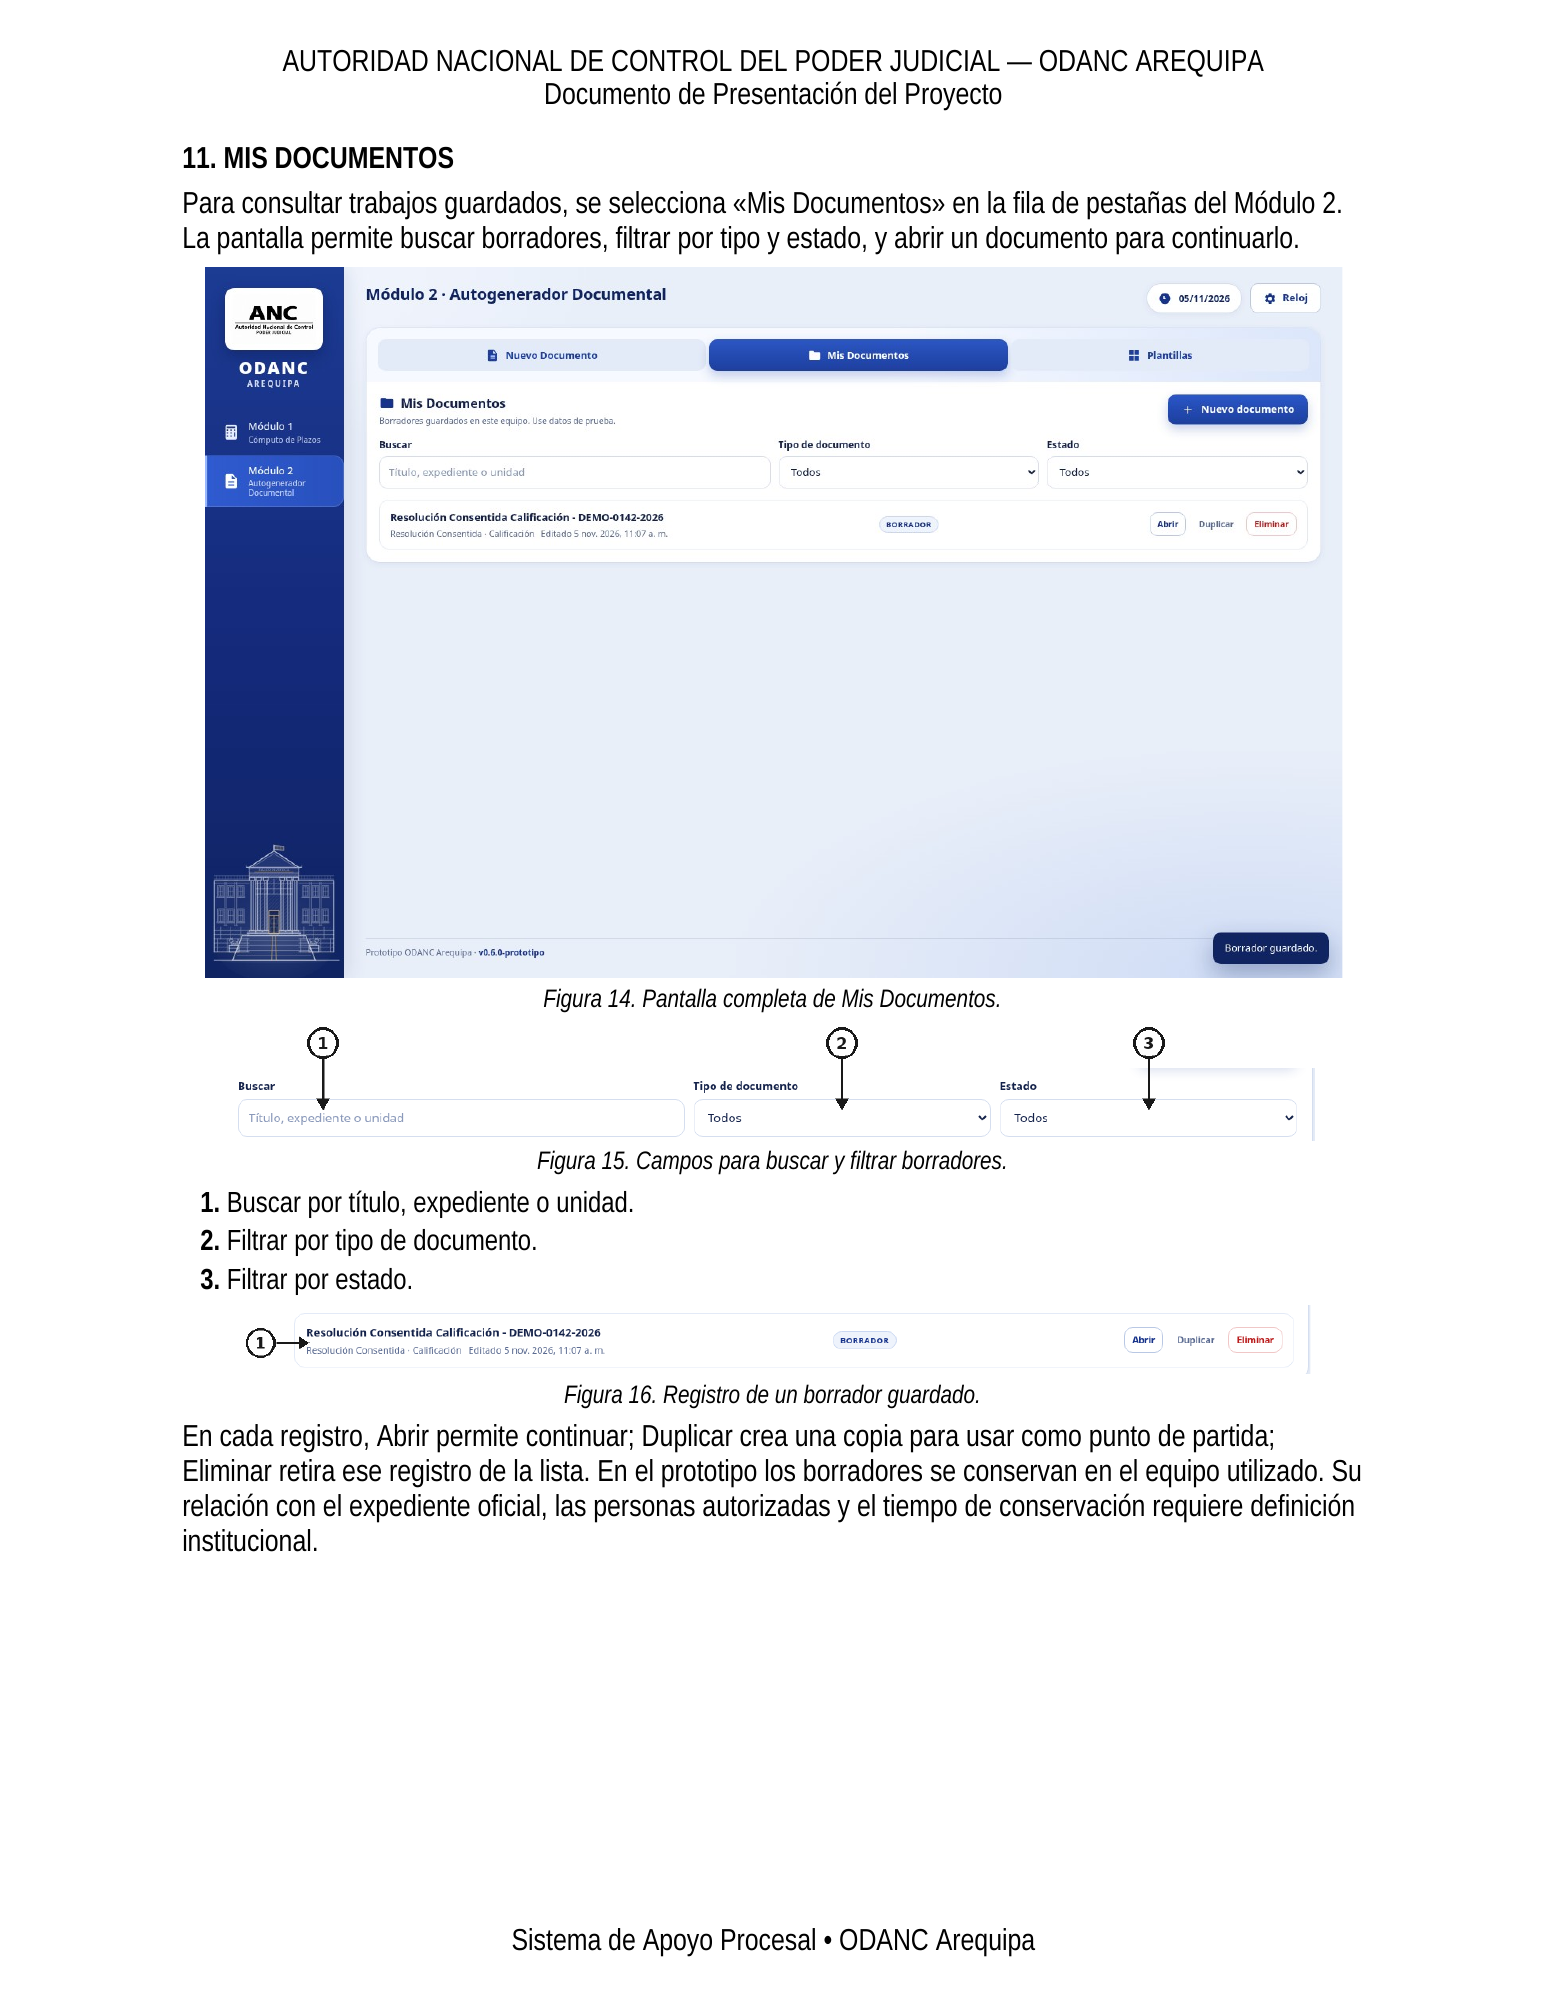 AUTORIDAD NACIONAL DE CONTROL DEL PODER JUDICIAL — ODANC AREQUIPA
Documento de Presentación del Proyecto
11. MIS DOCUMENTOS
Para consultar trabajos guardados, se selecciona «Mis Documentos» en la fila de pestañas del Módulo 2.
La pantalla permite buscar borradores, filtrar por tipo y estado, y abrir un documento para continuarlo.
ANC
Autoridad Nacional de Control
PODER JUDICIAL
ODANC
AREQUIPA
Módulo 1
Cómputo de Plazos
Módulo 2
Autogenerador
Documental
Módulo 2 · Autogenerador Documental
05/11/2026
Reloj
Nuevo Documento
Mis Documentos
Plantillas
Mis Documentos
Borradores guardados en este equipo. Use datos de prueba.
+ Nuevo documento
Buscar
Tipo de documento
Estado
Título, expediente o unidad
Todos
Todos
Resolución Consentida Calificación - DEMO-0142-2026
Resolución Consentida · Calificación Editado 5 nov. 2026, 11:07 a. m.
BORRADOR
Abrir
Duplicar
Eliminar
Prototipo ODANC Arequipa · v0.6.0-prototipo
Borrador guardado.
Figura 14. Pantalla completa de Mis Documentos.
1
2
3
Buscar
Tipo de documento
Estado
Título, expediente o unidad
Todos
Todos
Figura 15. Campos para buscar y filtrar borradores.
1. Buscar por título, expediente o unidad.
2. Filtrar por tipo de documento.
3. Filtrar por estado.
1
Resolución Consentida Calificación - DEMO-0142-2026
Resolución Consentida · Calificación Editado 5 nov. 2026, 11:07 a. m.
BORRADOR
Abrir
Duplicar
Eliminar
Figura 16. Registro de un borrador guardado.
En cada registro, Abrir permite continuar; Duplicar crea una copia para usar como punto de partida;
Eliminar retira ese registro de la lista. En el prototipo los borradores se conservan en el equipo utilizado. Su
relación con el expediente oficial, las personas autorizadas y el tiempo de conservación requiere definición
institucional.
Sistema de Apoyo Procesal • ODANC Arequipa